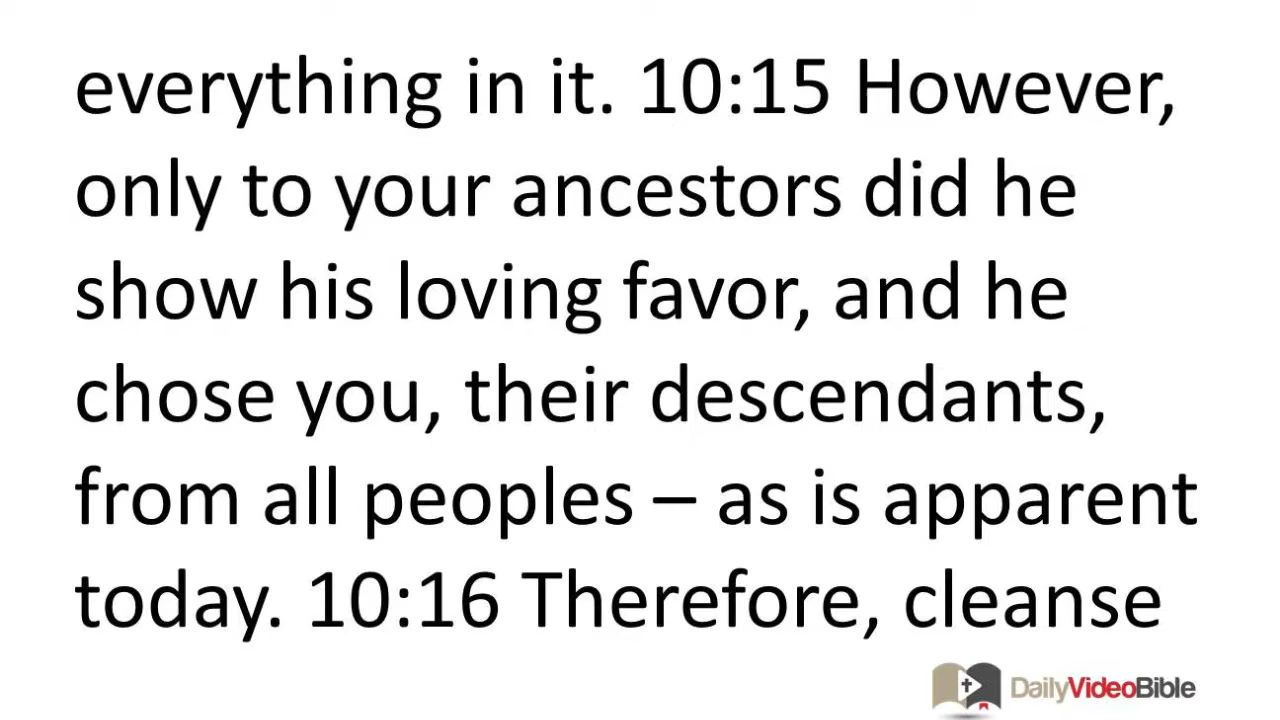 everything in it. 10:15 However,
only to your ancestors did he
show his loving favor, and he
chose you, their descendants,
from all peoples – as is apparent
today. 10:16 Therefore, cleanse
DailyVideoBible